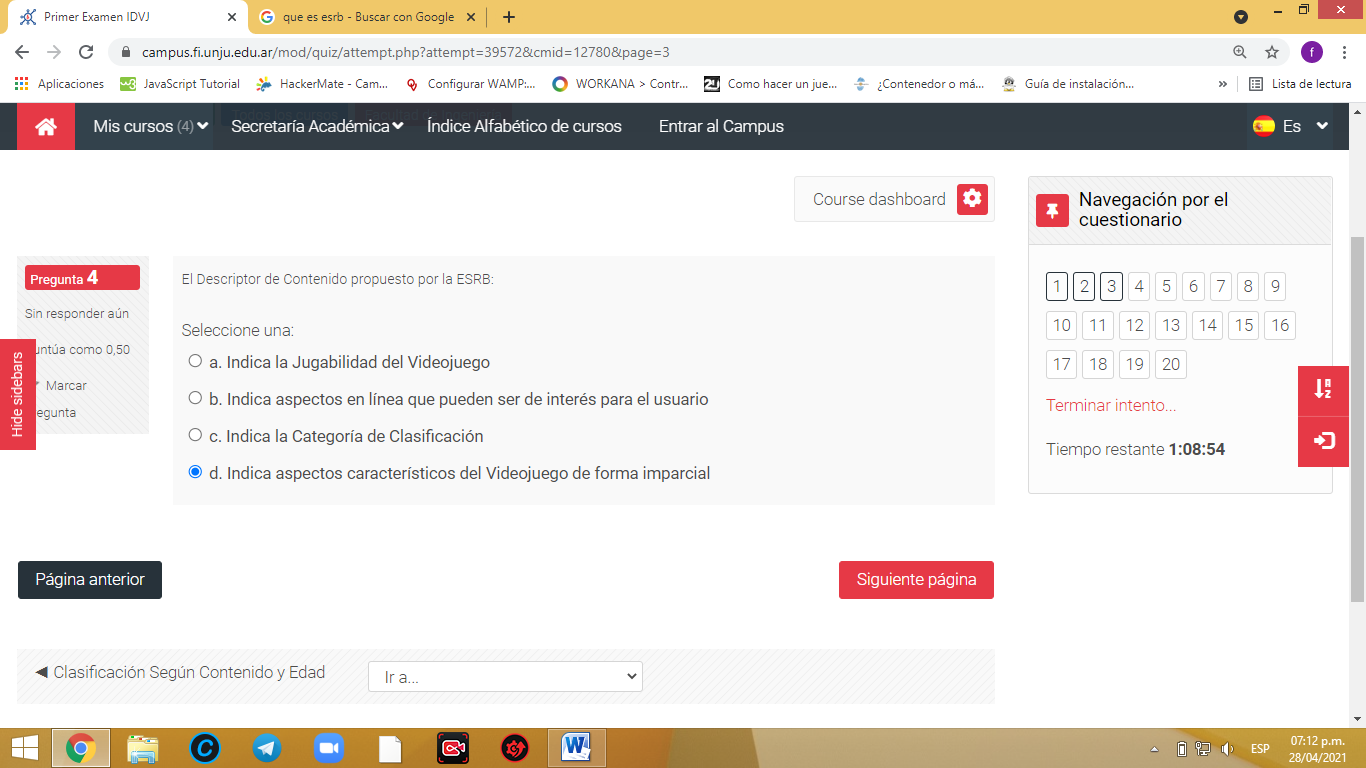 Primer Examen IDVJ
que es esrb - Buscar con Google
campus.fi.unju.edu.ar/mod/quiz/attempt.php?attempt=39572&cmid=12780&page=3
f
Aplicaciones
JavaScript Tutorial
HackerMate - Cam...
Configurar WAMP:...
WORKANA > Contr...
Como hacer un jue...
¿Contenedor o má...
Guía de instalación...
»
Lista de lectura
Mis cursos (4)
Secretaría Académica
Índice Alfabético de cursos
Entrar al Campus
Es
Course dashboard
Navegación por el
cuestionario
Pregunta 4
Sin responder aún
untúa como 0,50
Marcar
egunta
Hide sidebars
El Descriptor de Contenido propuesto por la ESRB:
Seleccione una:
a. Indica la Jugabilidad del Videojuego
b. Indica aspectos en línea que pueden ser de interés para el usuario
c. Indica la Categoría de Clasificación
d. Indica aspectos característicos del Videojuego de forma imparcial
1 2 3 4 5 6 7 8 9
10 11 12 13 14 15 16
17 18 19 20
Terminar intento...
Tiempo restante 1:08:54
Página anterior
Siguiente página
◄ Clasificación Según Contenido y Edad
Ir a...
ESP
07:12 p.m.
28/04/2021